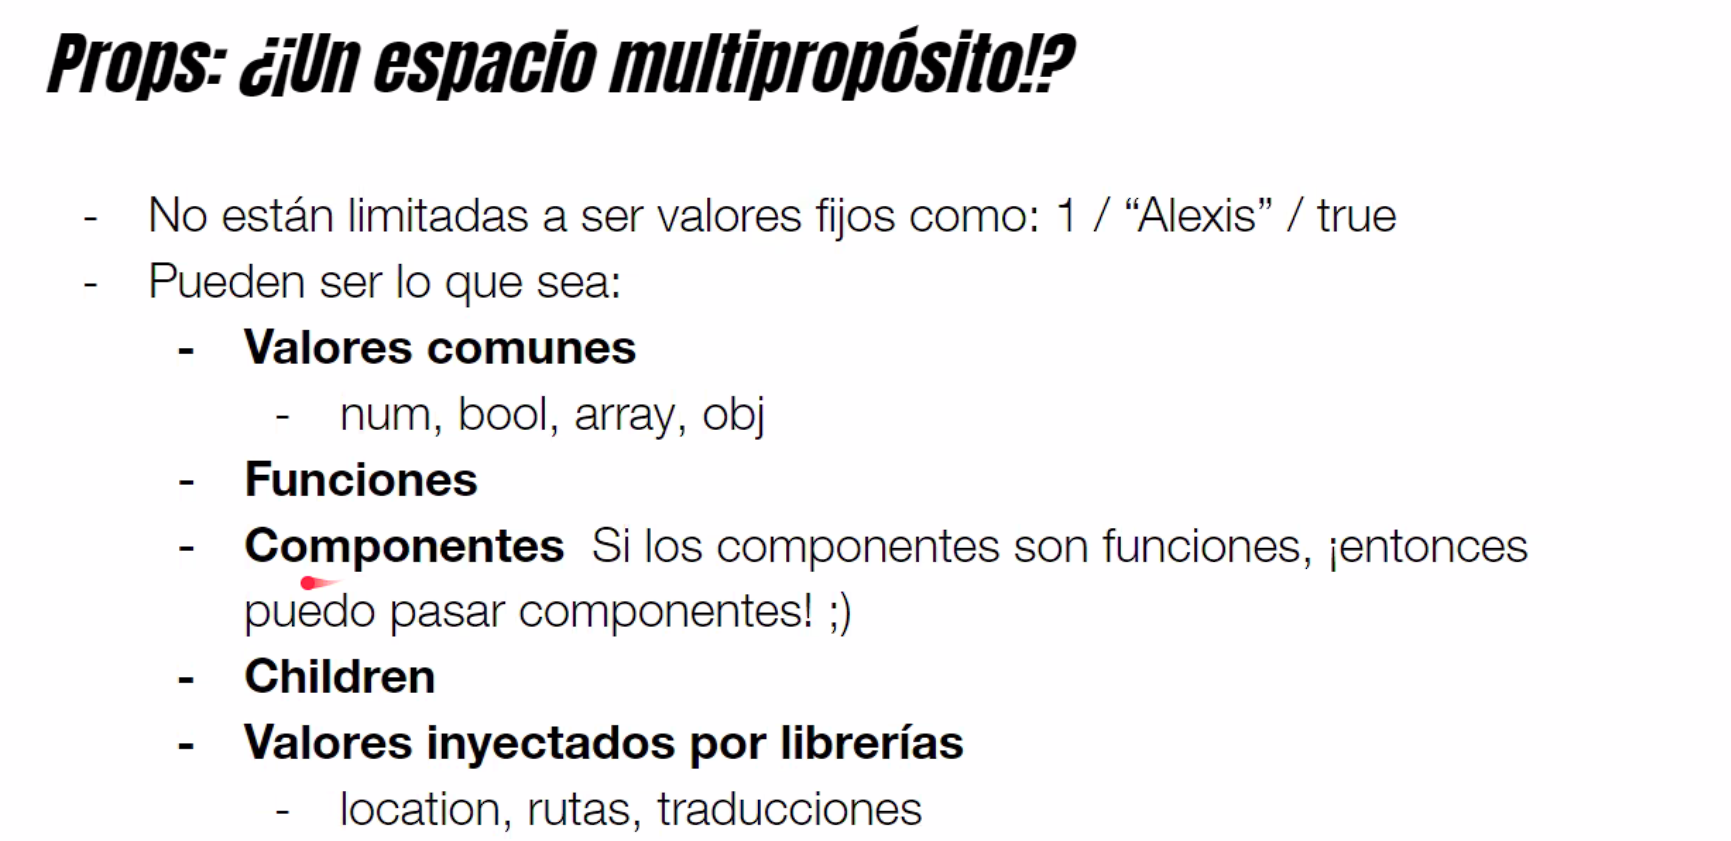 Props: ¿¡Un espacio multipropósito!?
- No están limitadas a ser valores fijos como: 1 / “Alexis” / true
- Pueden ser lo que sea:
- Valores comunes
- num, bool, array, obj
- Funciones
- Componentes Si los componentes son funciones, ¡entonces
puedo pasar componentes! ;)
- Children
- Valores inyectados por librerías
- location, rutas, traducciones